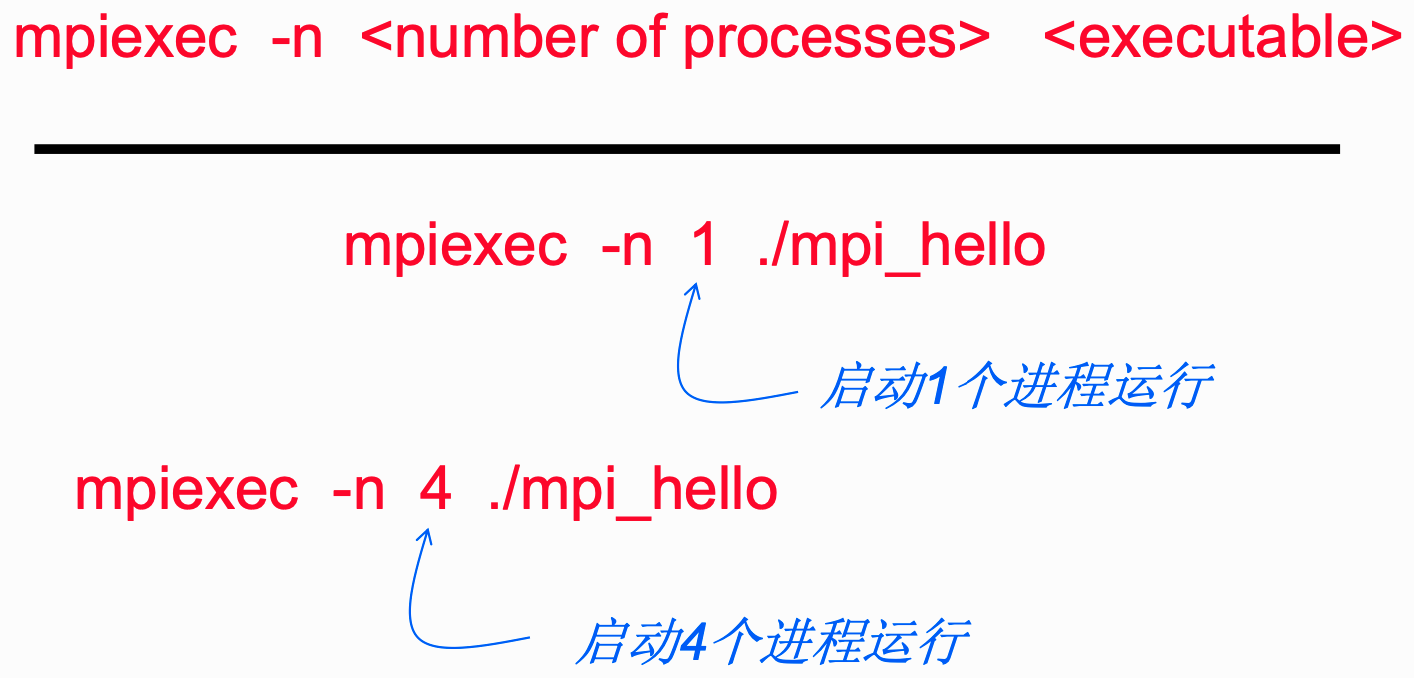 mpiexec -n <number of processes> <executable>
mpiexec -n 1 ./mpi_hello
启动1个进程运行
mpiexec -n 4 ./mpi_hello
启动4个进程运行